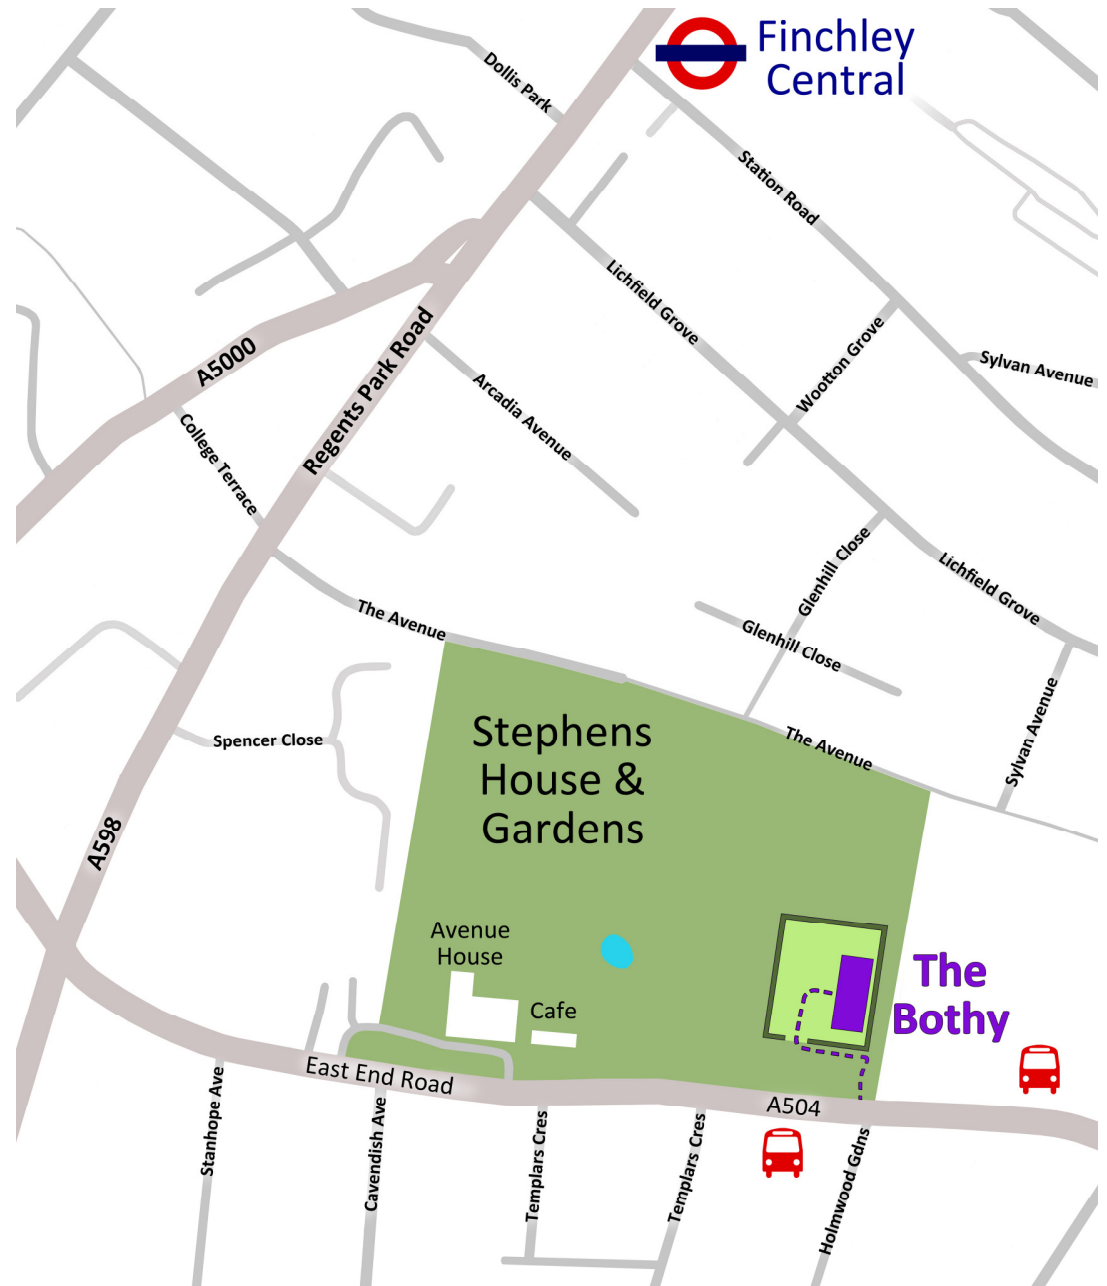 Finchley
Central
Dollis Park
Station Road
Lichfield Grove
Wootton Grove
Sylvan Avenue
A5000
Regents Park Road
Arcadia Avenue
College Terrace
Glenhill Close
Lichfield Grove
The Avenue
Glenhill Close
Sylvan Avenue
Stephens
House &
Gardens
The Avenue
Spencer Close
A598
Avenue
House
Cafe
The
Bothy
East End Road
A504
Stanhope Ave
Cavendish Ave
Templars Cres
Templars Cres
Holmwood Gdns